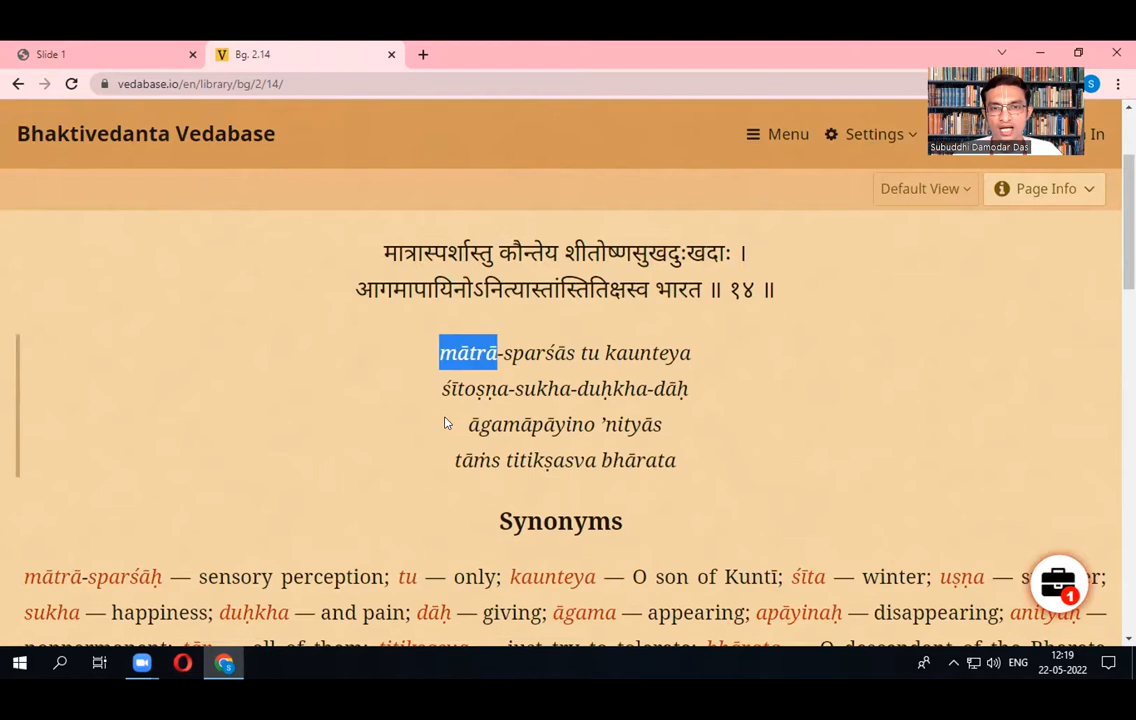 Slide 1
Bg. 2.14
vedabase.io/en/library/bg/2/14/
S
Bhaktivedanta Vedabase
Menu
Settings
In
Subuddhi Damodar Das
Default View
Page Info
मात्रास्पर्शास्तु कौन्तेय शीतोष्णसुखदु:खदा: ।
आगमापायिनोऽनित्यास्तांस्तितिक्षस्व भारत ॥ १४ ॥
mātrā-sparśās tu kaunteya
śītoṣṇa-sukha-duḥkha-dāḥ
āgamāpāyino ’nityās
tāṁs titikṣasva bhārata
Synonyms
mātrā-sparśāḥ — sensory perception; tu — only; kaunteya — O son of Kuntī; śīta — winter; uṣṇa —
sukha — happiness; duḥkha — and pain; dāḥ — giving; āgama — appearing; apāyinaḥ — disappearing; anityāḥ —
1
ENG
12:19
22-05-2022